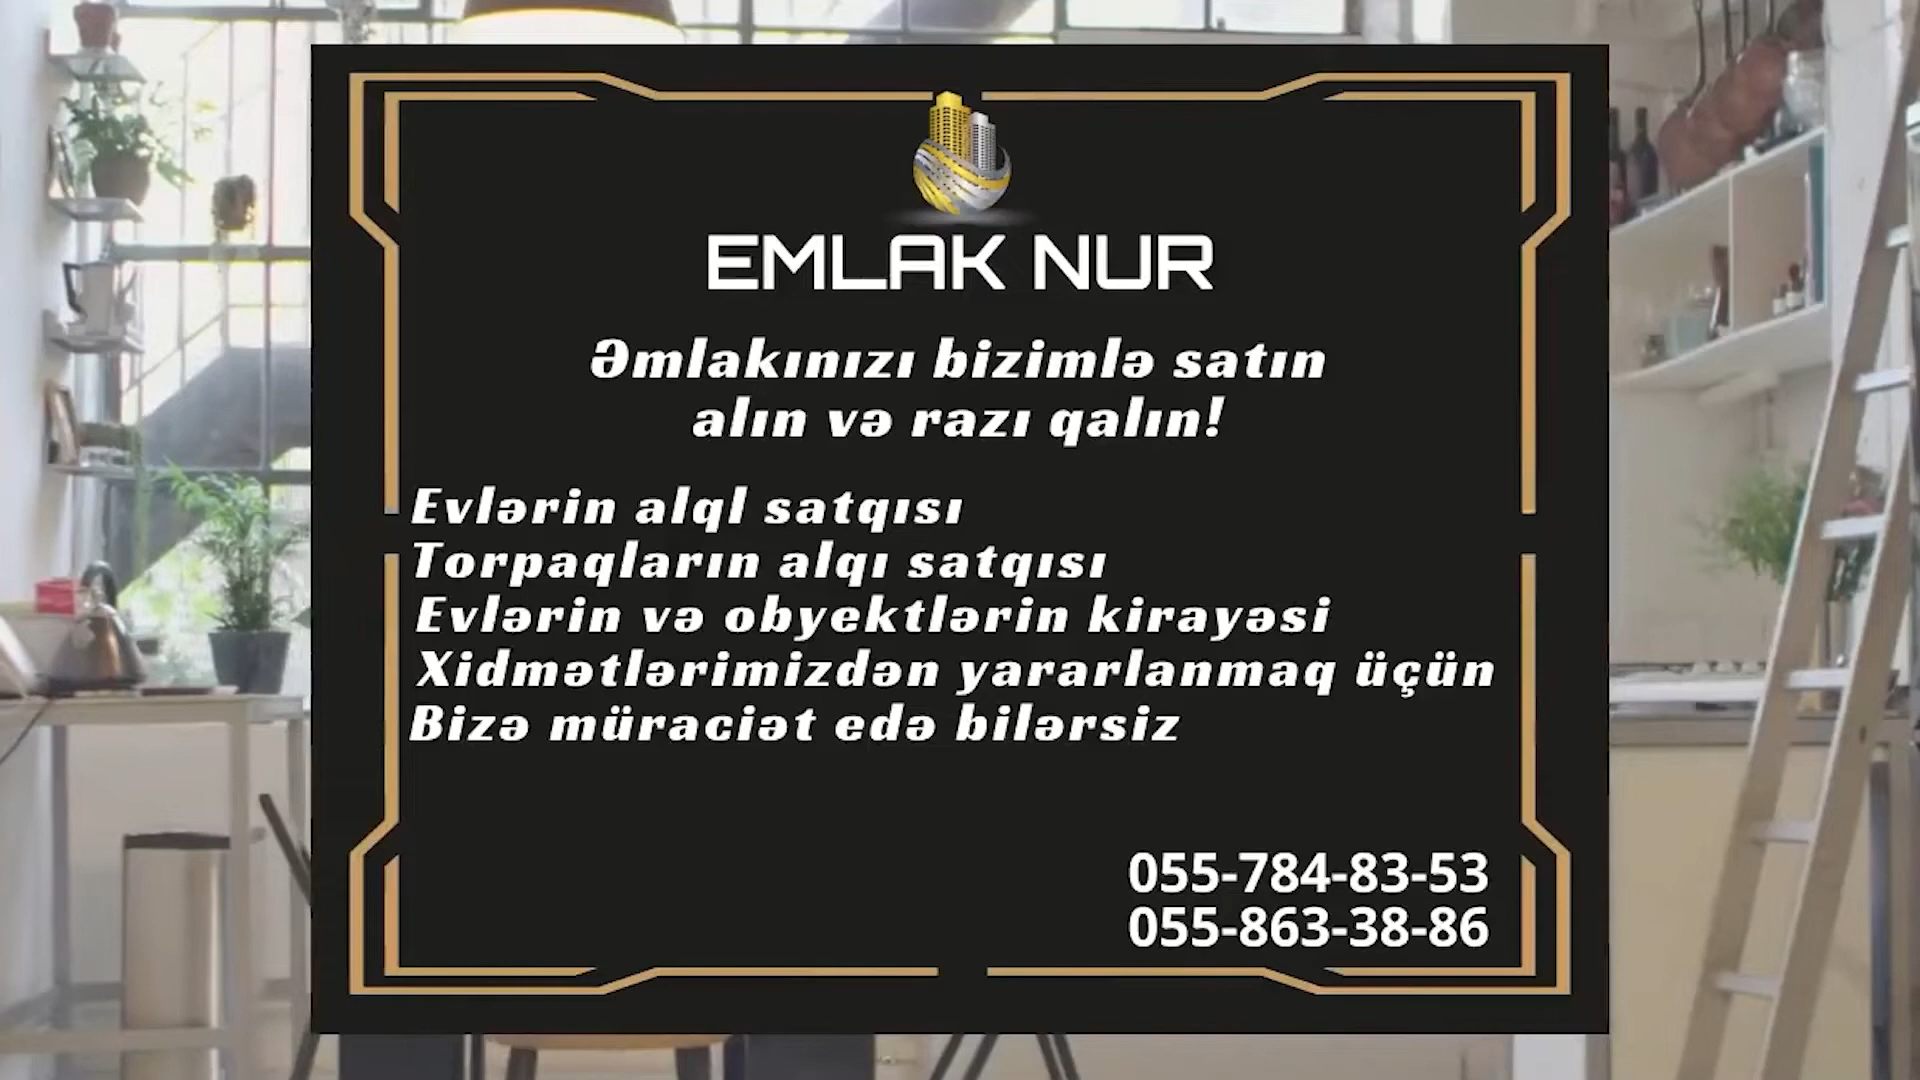 EMLAK NUR
Əmlakınızı bizimlə satın
alın və razı qalın!
Evlərin alql satqısı
Torpaqların alqı satqısı
Evlərin və obyektlərin kirayəsi
Xidmətlərimizdən yararlanmaq üçün
Bizə müraciət edə bilərsiz
055-784-83-53
055-863-38-86